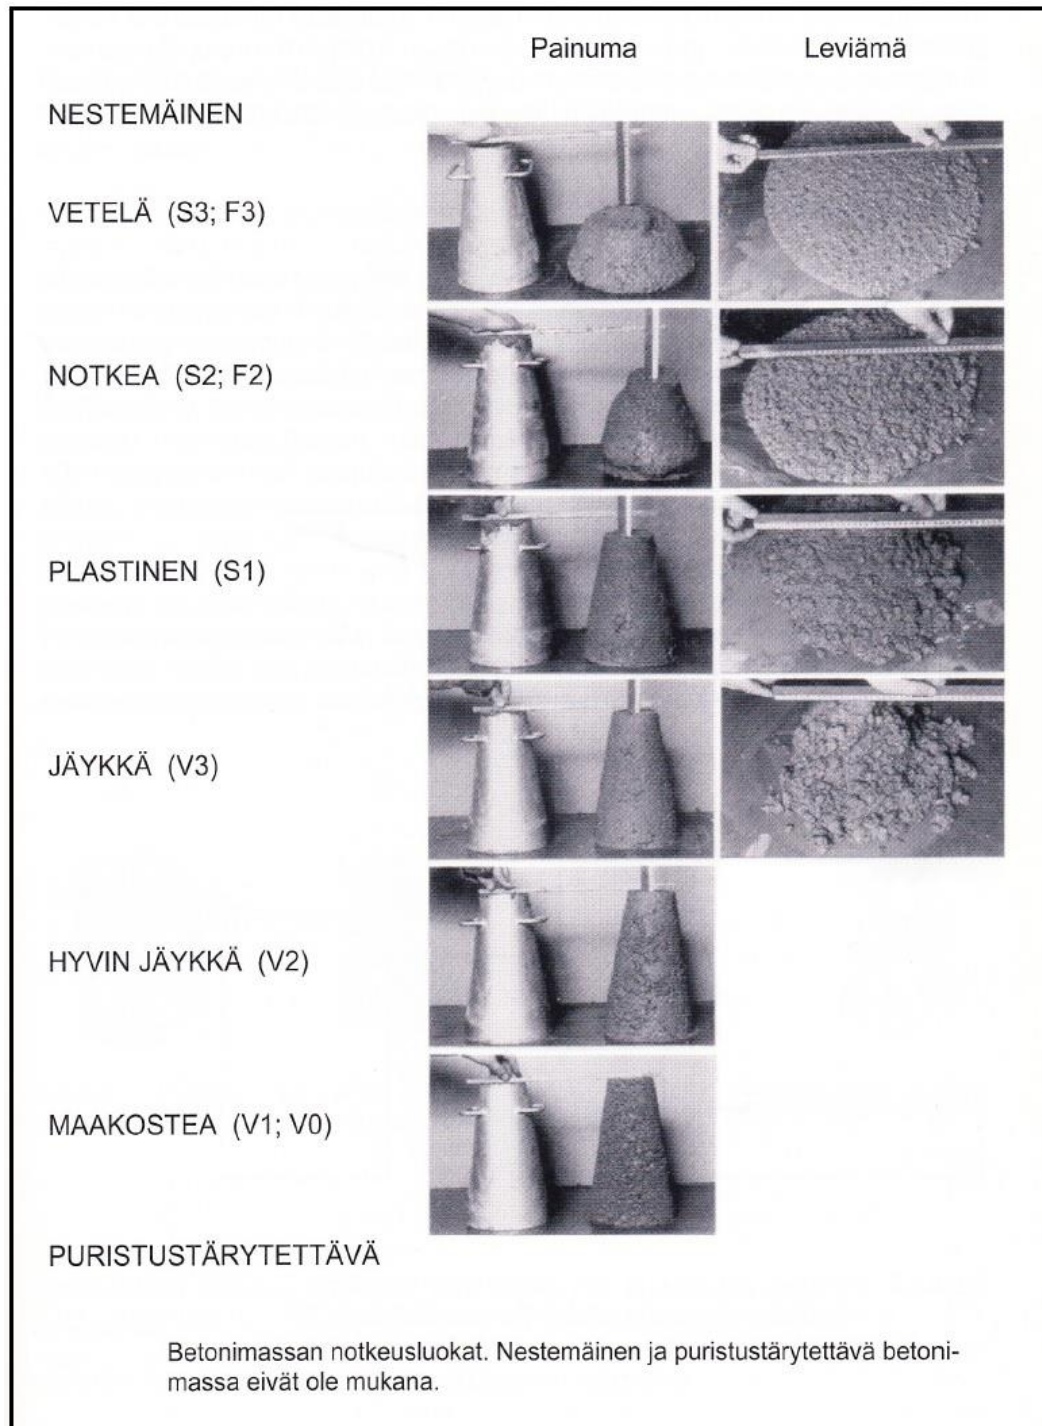 Painuma Leviämä
NESTEMÄINEN
VETELÄ (S3; F3)
NOTKEA (S2; F2)
PLASTINEN (S1)
JÄYKKÄ (V3)
HYVIN JÄYKKÄ (V2)
MAAKOSTEA (V1; V0)
PURISTUSTÄRYTETTÄVÄ
Betonimassan notkeusluokat. Nestemäinen ja puristustärytettävä betoni-
massa eivät ole mukana.